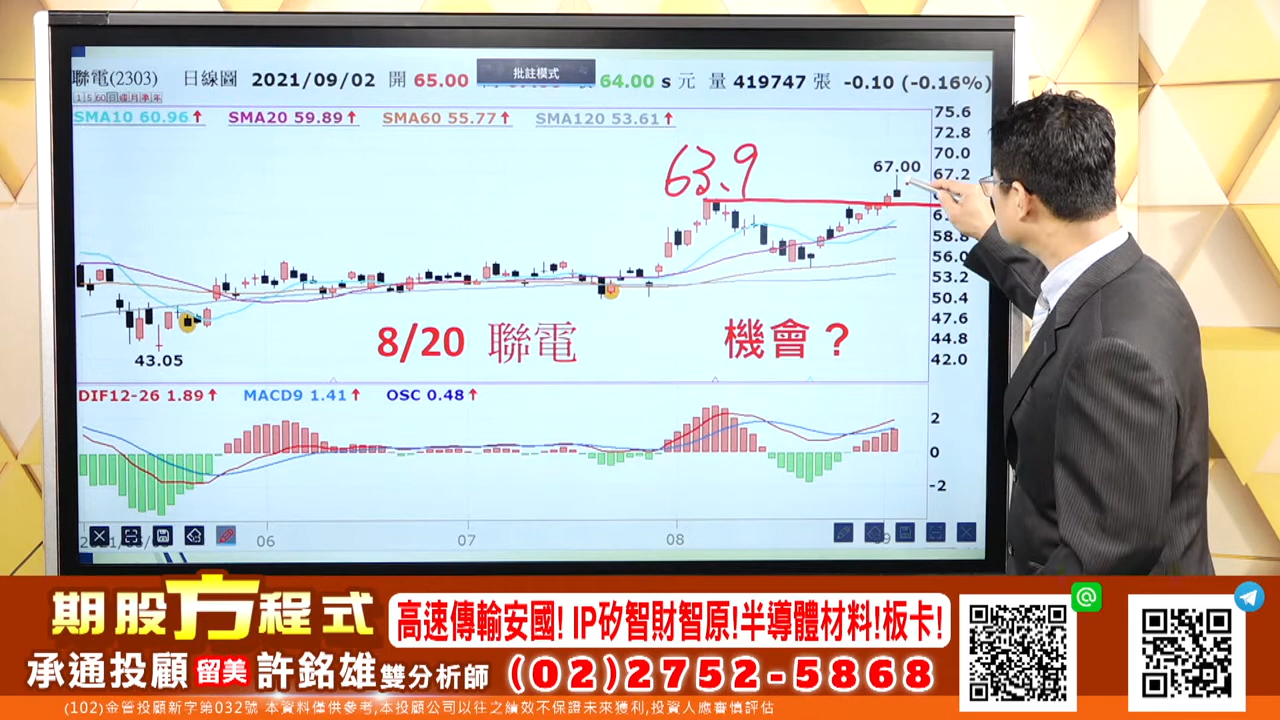 聯電(2303) 日線圖 2021/09/02 開 65.00 64.00 s 元 量 419747 張 -0.10 (-0.16%)
批註模式
1 5 60 日 週 月 季 年
SMA10 60.96↑ SMA20 59.89↑ SMA60 55.77↑ SMA120 53.61↑
75.6
72.8
70.0
67.2
58.8
56.0
53.2
50.4
47.6
44.8
42.0
63.9
67.00
43.05
8/20 聯電 機會？
DIF12-26 1.89↑ MACD9 1.41↑ OSC 0.48↑
2
0
-2
06 07 08
期股方程式
高速傳輸安國! IP矽智財智原!半導體材料!板卡!
承通投顧 留美 許銘雄 雙分析師 (02)2752-5868
(102)金管投顧新字第032號 本資料僅供參考,本投顧公司以往之績效不保證未來獲利,投資人應審慎評估